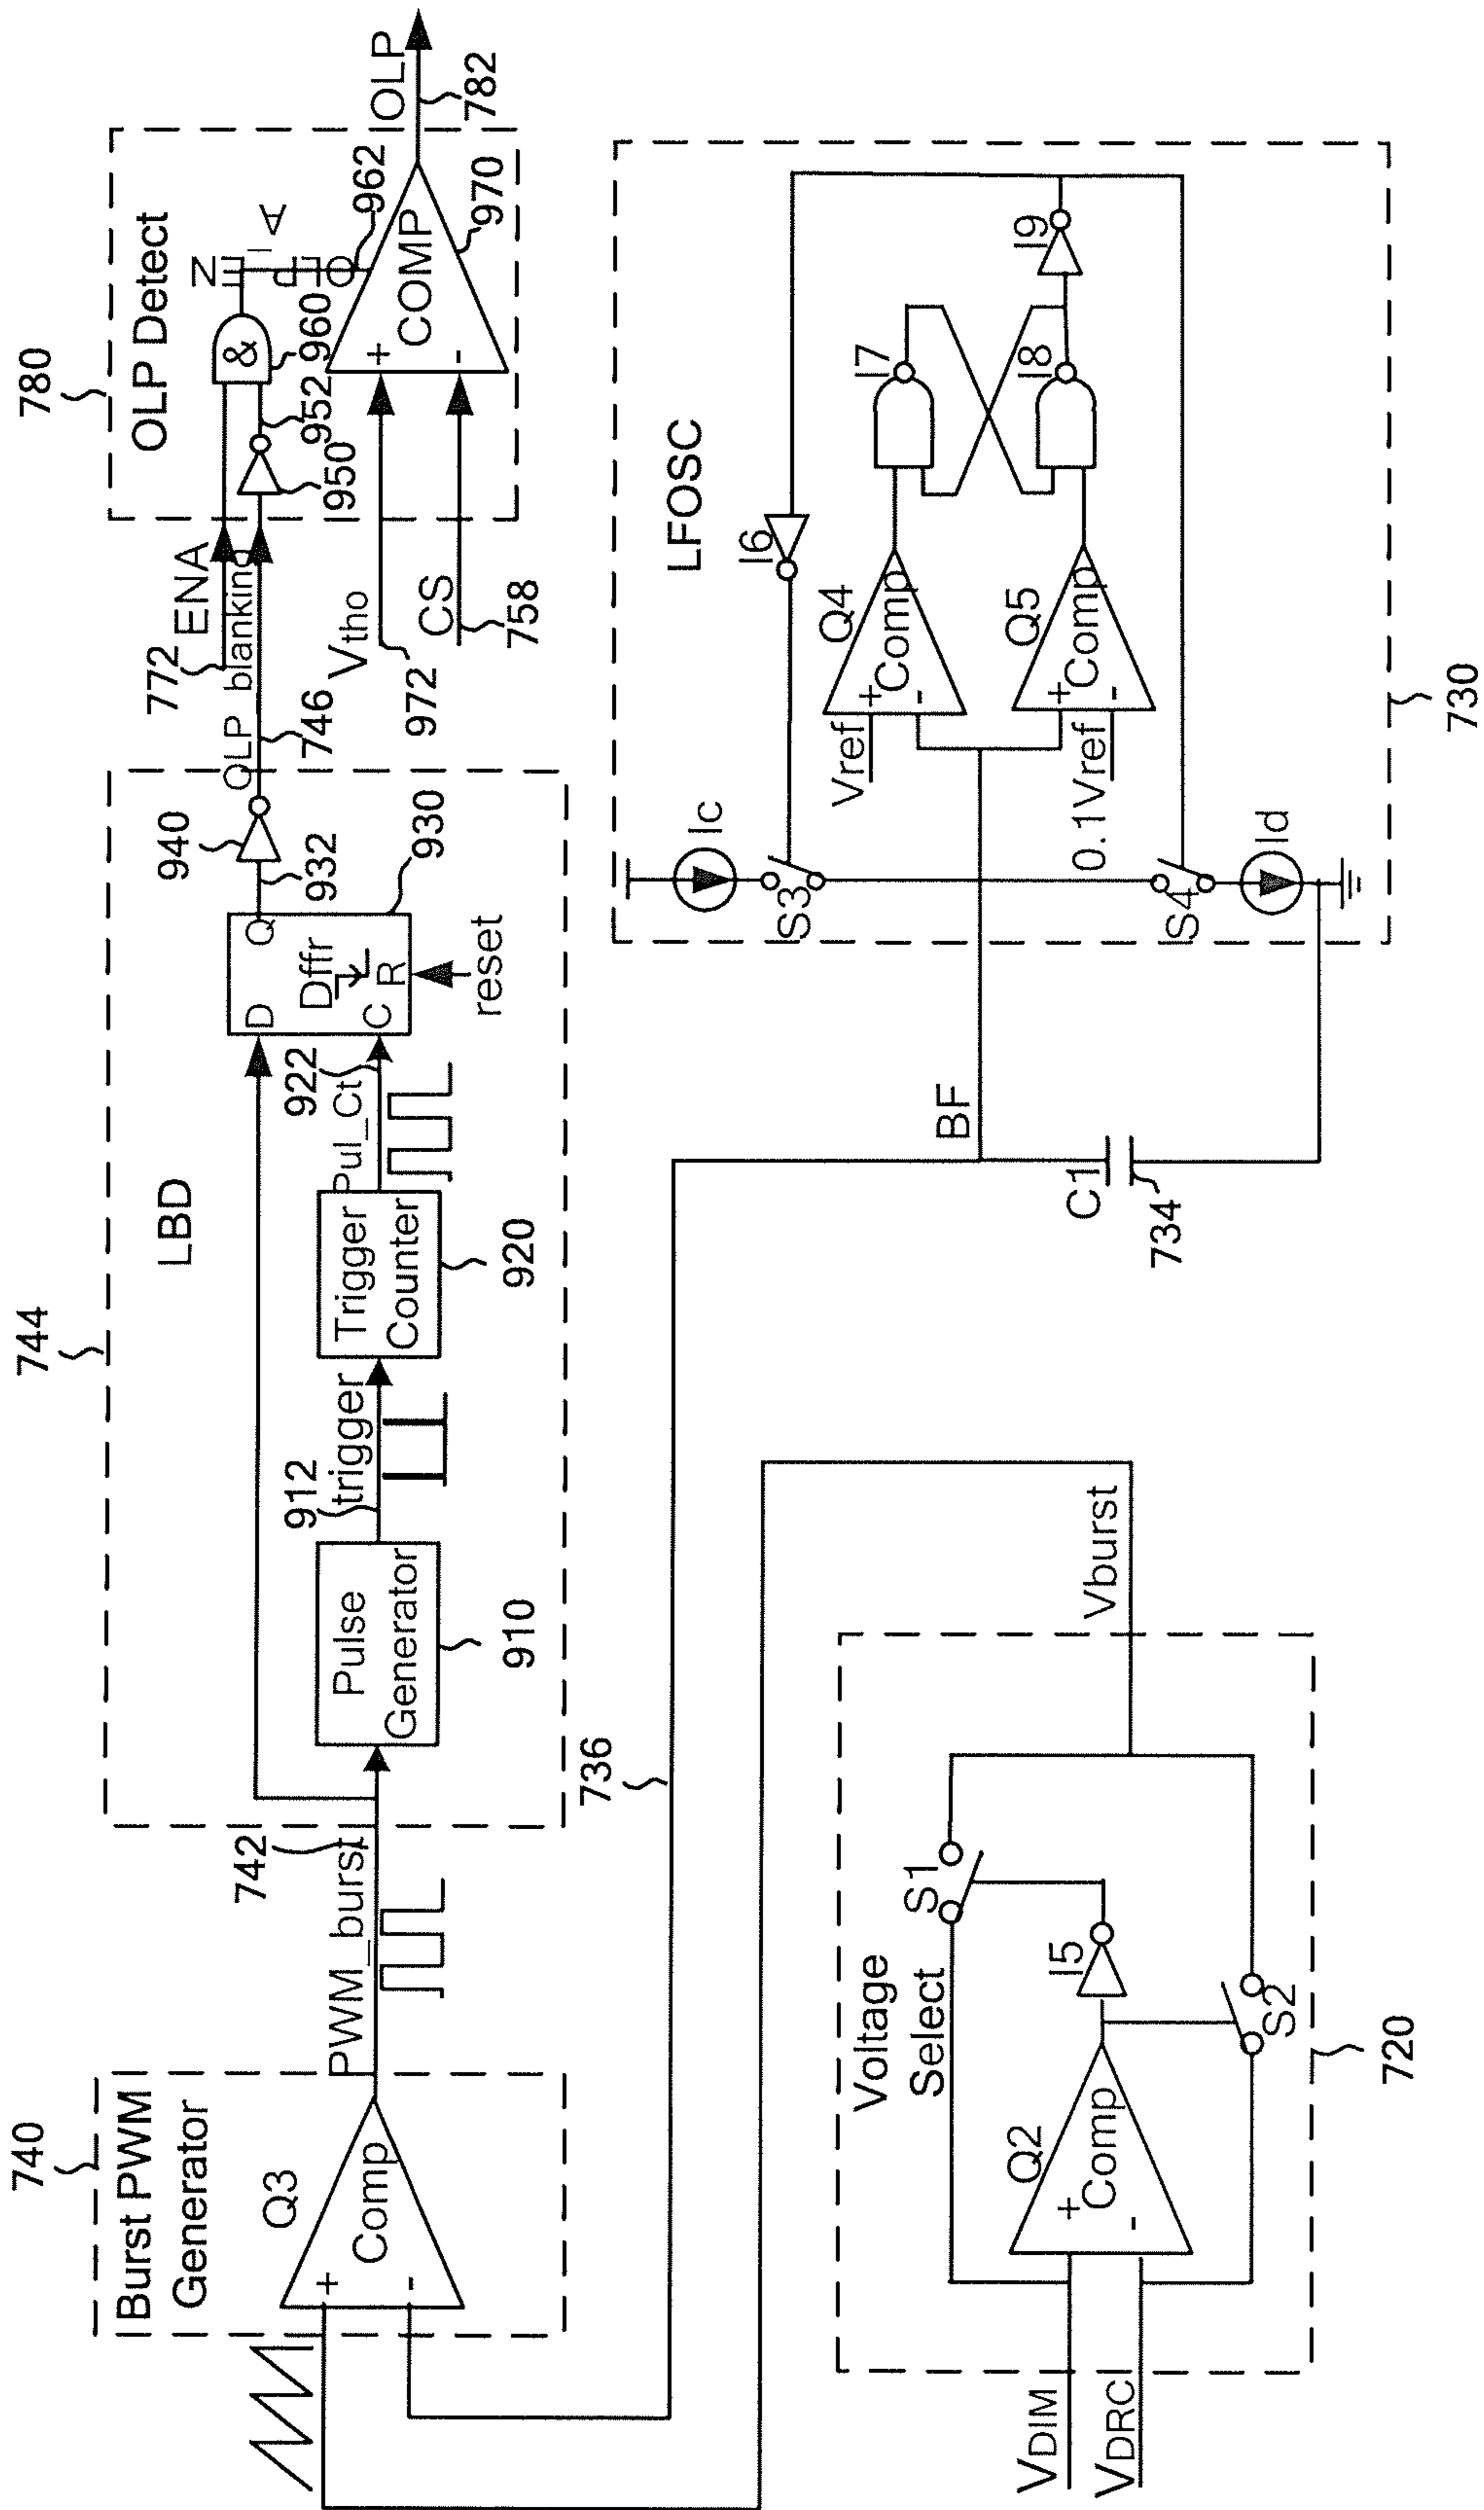 740
Burst PWM
Generator
Q3
Comp
+
-
PWM_burst
742
744
LBD
Pulse
Generator
910
912
trigger
Trigger
Counter
920
922
Pul_Ct
D
Q
Dffr
C
R
reset
930
932
940
OLP_blanking
746
772
ENA
Vtho
972
CS
758
780
OLP Detect
950
952
&
960
EN_OLP
962
+
-
COMP
970
OLP
782
736
VDIM
VDRC
Voltage
Select
Q2
+
-
Comp
I5
S1
S2
720
Vburst
BF
C1
734
LFOSC
Ic
S3
S4
Id
I6
Vref
0.1Vref
Q4
+
-
Comp
Q5
+
-
Comp
I7
I8
I9
730